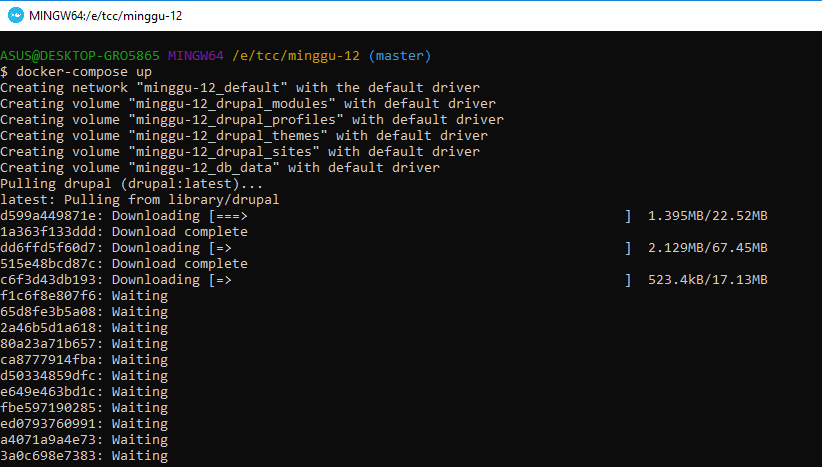 MINGW64:/e/tcc/minggu-12
ASUS@DESKTOP-GRO5865 MINGW64 /e/tcc/minggu-12 (master)
$ docker-compose up
Creating network "minggu-12_default" with the default driver
Creating volume "minggu-12_drupal_modules" with default driver
Creating volume "minggu-12_drupal_profiles" with default driver
Creating volume "minggu-12_drupal_themes" with default driver
Creating volume "minggu-12_drupal_sites" with default driver
Creating volume "minggu-12_db_data" with default driver
Pulling drupal (drupal:latest)...
latest: Pulling from library/drupal
d599a449871e: Downloading [===>                                               ]  1.395MB/22.52MB
1a363f133ddd: Download complete
dd6ffd5f60d7: Downloading [=>                                                 ]  2.129MB/67.45MB
515e48bcd87c: Download complete
c6f3d43db193: Downloading [=>                                                 ]  523.4kB/17.13MB
f1c6f8e807f6: Waiting
65d8fe3b5a08: Waiting
2a46b5d1a618: Waiting
80a23a71b657: Waiting
ca8777914fba: Waiting
d50334859dfc: Waiting
e649e463bd1c: Waiting
fbe597190285: Waiting
ed0793760991: Waiting
a4071a9a4e73: Waiting
3a0c698e7383: Waiting